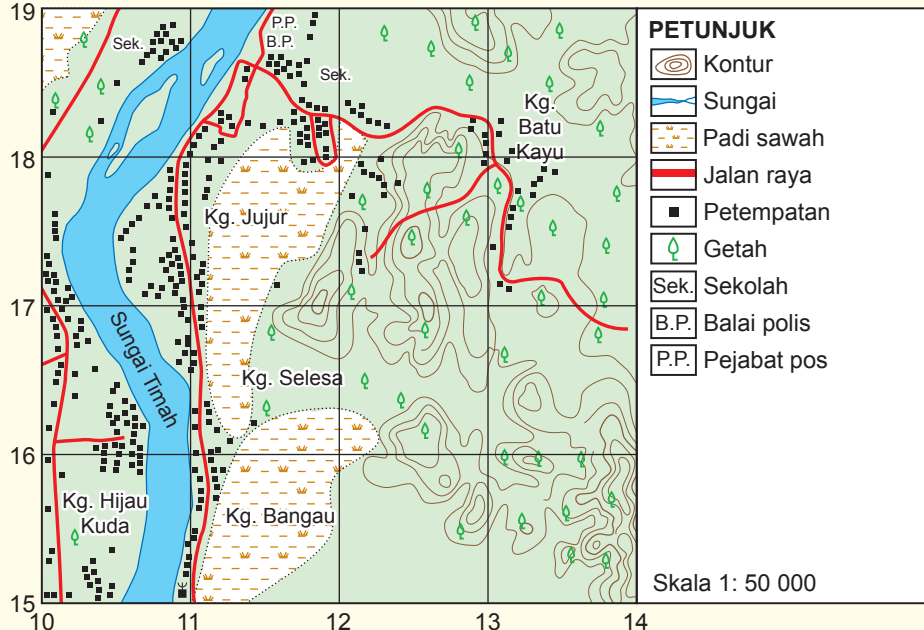 19
18
17
16
15
10
11
12
13
14
Sek.
P.P.
B.P.
Sek.
Kg.
Batu
Kayu
Kg. Jujur
Sungai Timah
Kg. Selesa
Kg. Hijau
Kuda
Kg. Bangau
PETUNJUK
Kontur
Sungai
Padi sawah
Jalan raya
Petempatan
Getah
Sek. Sekolah
B.P. Balai polis
P.P. Pejabat pos
Skala 1: 50 000